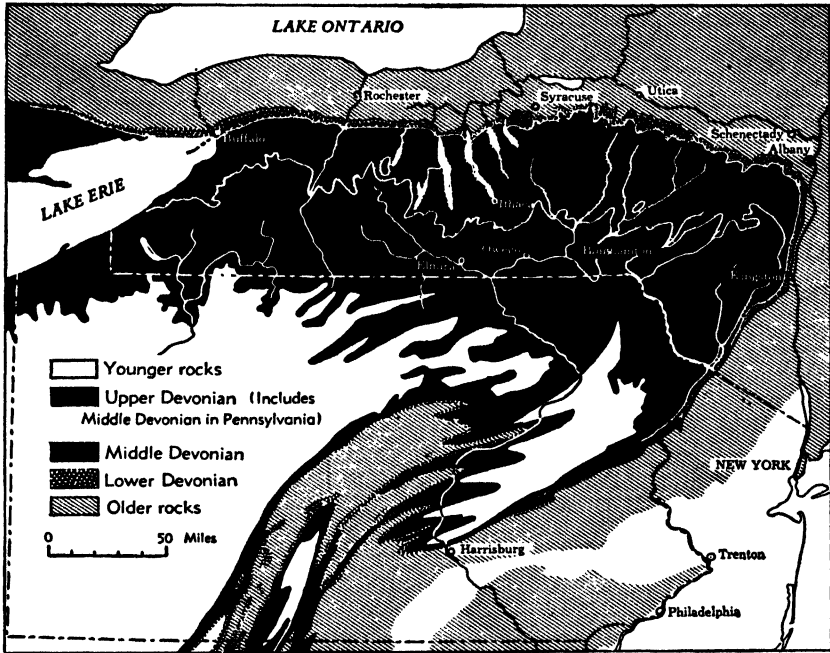 LAKE ONTARIO
Rochester
Syracuse
Utica
Schenectady
Albany
Buffalo
LAKE ERIE
Ithaca
Owego
Binghamton
Elmira
Kingston
Younger rocks
Upper Devonian (Includes
Middle Devonian in Pennsylvania)
Middle Devonian
Lower Devonian
Older rocks
0 50 Miles
NEW YORK
Harrisburg
Trenton
Philadelphia